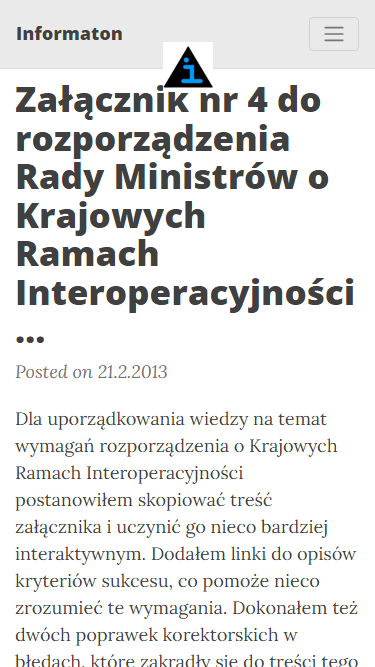 Informaton
Załącznik nr 4 do
rozporządzenia
Rady Ministrów o
Krajowych
Ramach
Interoperacyjności
...
Posted on 21.2.2013
Dla uporządkowania wiedzy na temat
wymagań rozporządzenia o Krajowych
Ramach Interoperacyjności
postanowiłem skopiować treść
załącznika i uczynić go nieco bardziej
interaktywnym. Dodałem linki do opisów
kryteriów sukcesu, co pomoże nieco
zrozumieć te wymagania. Dokonałem też
dwóch poprawek korektorskich w
błędach, które zakradły się do treści tego